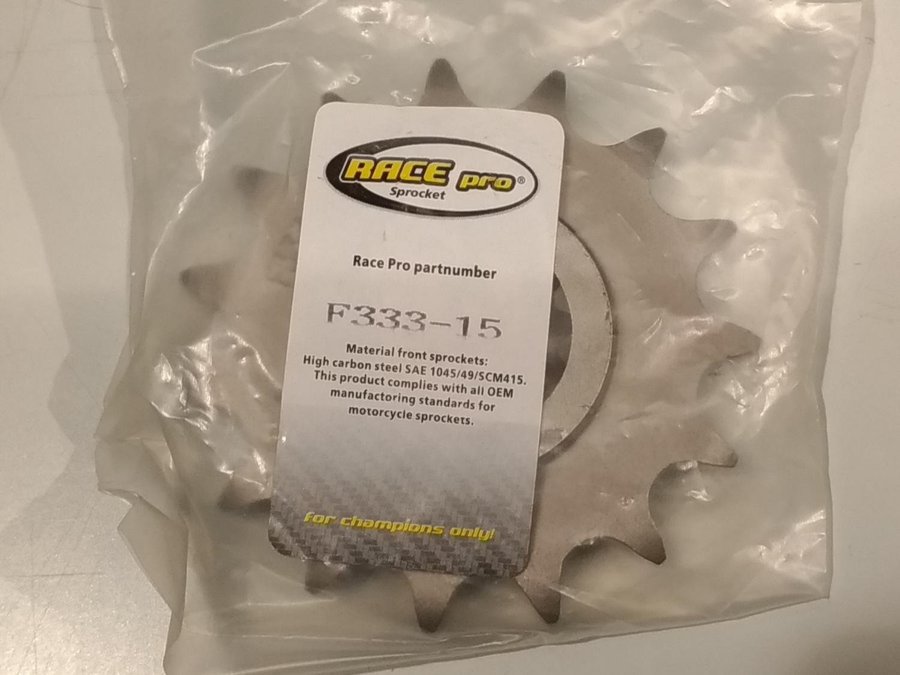 RACE pro®
Sprocket
Race Pro partnumber
F333-15
Material front sprockets:
High carbon steel SAE 1045/49/SCM415.
This product complies with all OEM
manufactoring standards for
motorcycle sprockets.
for champions only!